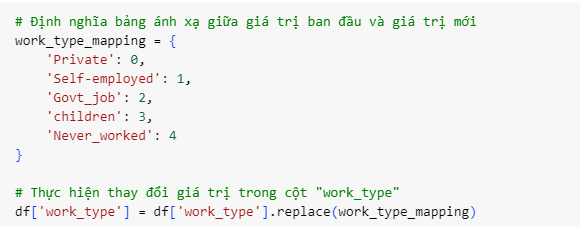 # Định nghĩa bảng ánh xạ giữa giá trị ban đầu và giá trị mới
work_type_mapping = {
    'Private': 0,
    'Self-employed': 1,
    'Govt_job': 2,
    'children': 3,
    'Never_worked': 4
}

# Thực hiện thay đổi giá trị trong cột "work_type"
df['work_type'] = df['work_type'].replace(work_type_mapping)